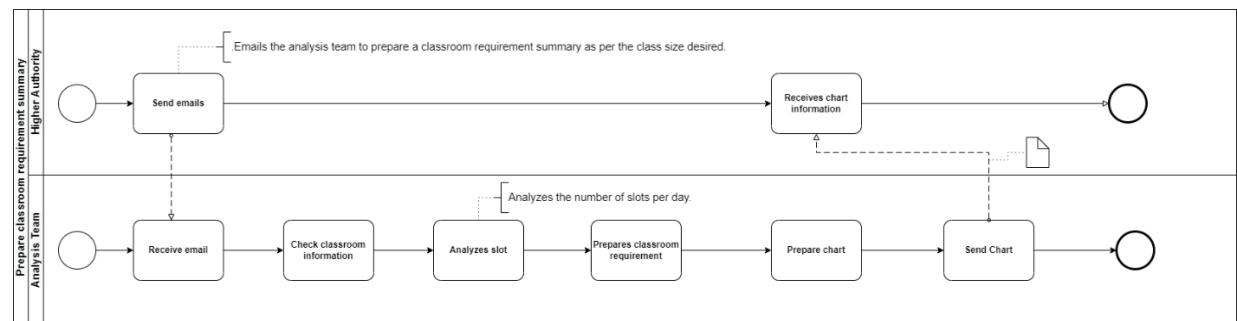 Prepare classroom requirement summary
Higher Authority
.Emails the analysis team to prepare a classroom requirement summary as per the class size desired.
Send emails
Receives chart
information
Analysis Team
Analyzes the number of slots per day.
Receive email
Check classroom
information
Analyzes slot
Prepares classroom
requirement
Prepare chart
Send Chart